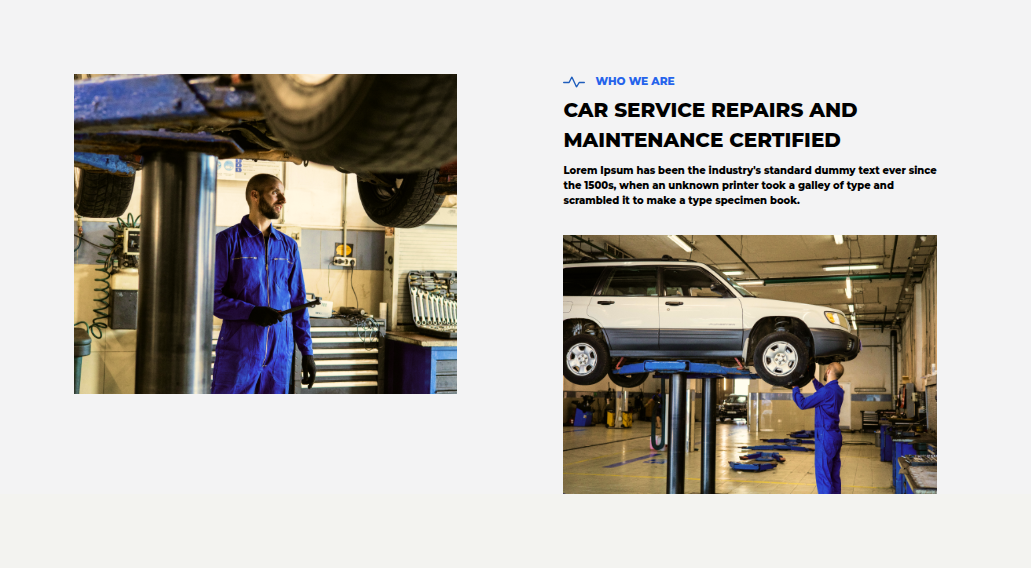 WHO WE ARE
CAR SERVICE REPAIRS AND
MAINTENANCE CERTIFIED
Lorem Ipsum has been the industry's standard dummy text ever since
the 1500s, when an unknown printer took a galley of type and
scrambled it to make a type specimen book.